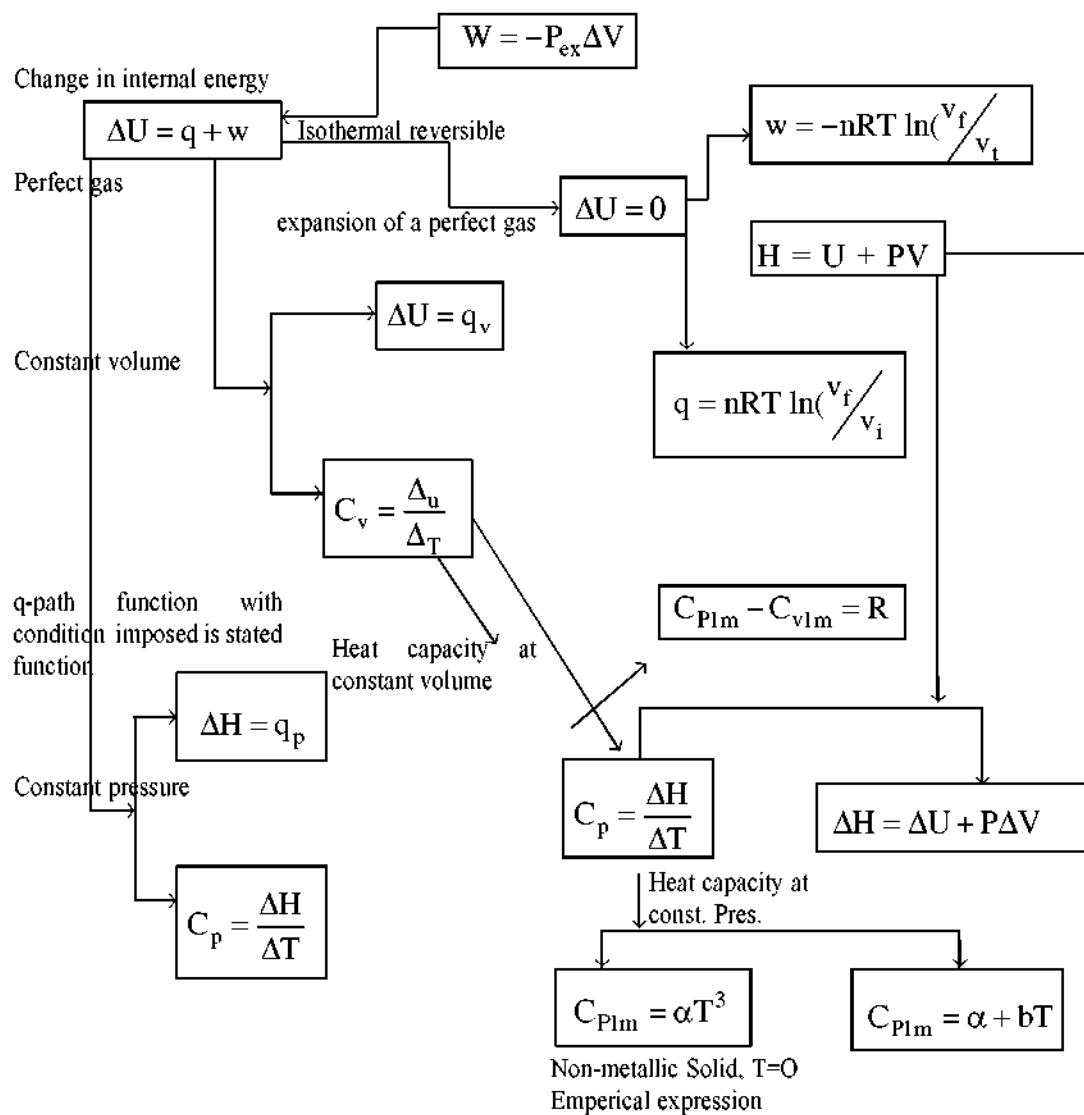 W = −P_ex ΔV
Change in internal energy
ΔU = q + w
Isothermal reversible
w = −nRT ln(v_f/v_t
Perfect gas
expansion of a perfect gas
ΔU = 0
H = U + PV
ΔU = q_v
Constant volume
q = nRT ln(v_f/v_i
C_v = Δ_u/Δ_T
C_P1m − C_v1m = R
q-path function with
condition imposed is stated
function
Heat capacity at
constant volume
ΔH = q_p
Constant pressure
C_p = ΔH/ΔT
ΔH = ΔU + PΔV
C_p = ΔH/ΔT
Heat capacity at
const. Pres.
C_P1m = αT³
C_P1m = α + bT
Non-metallic Solid, T=O
Emperical expression